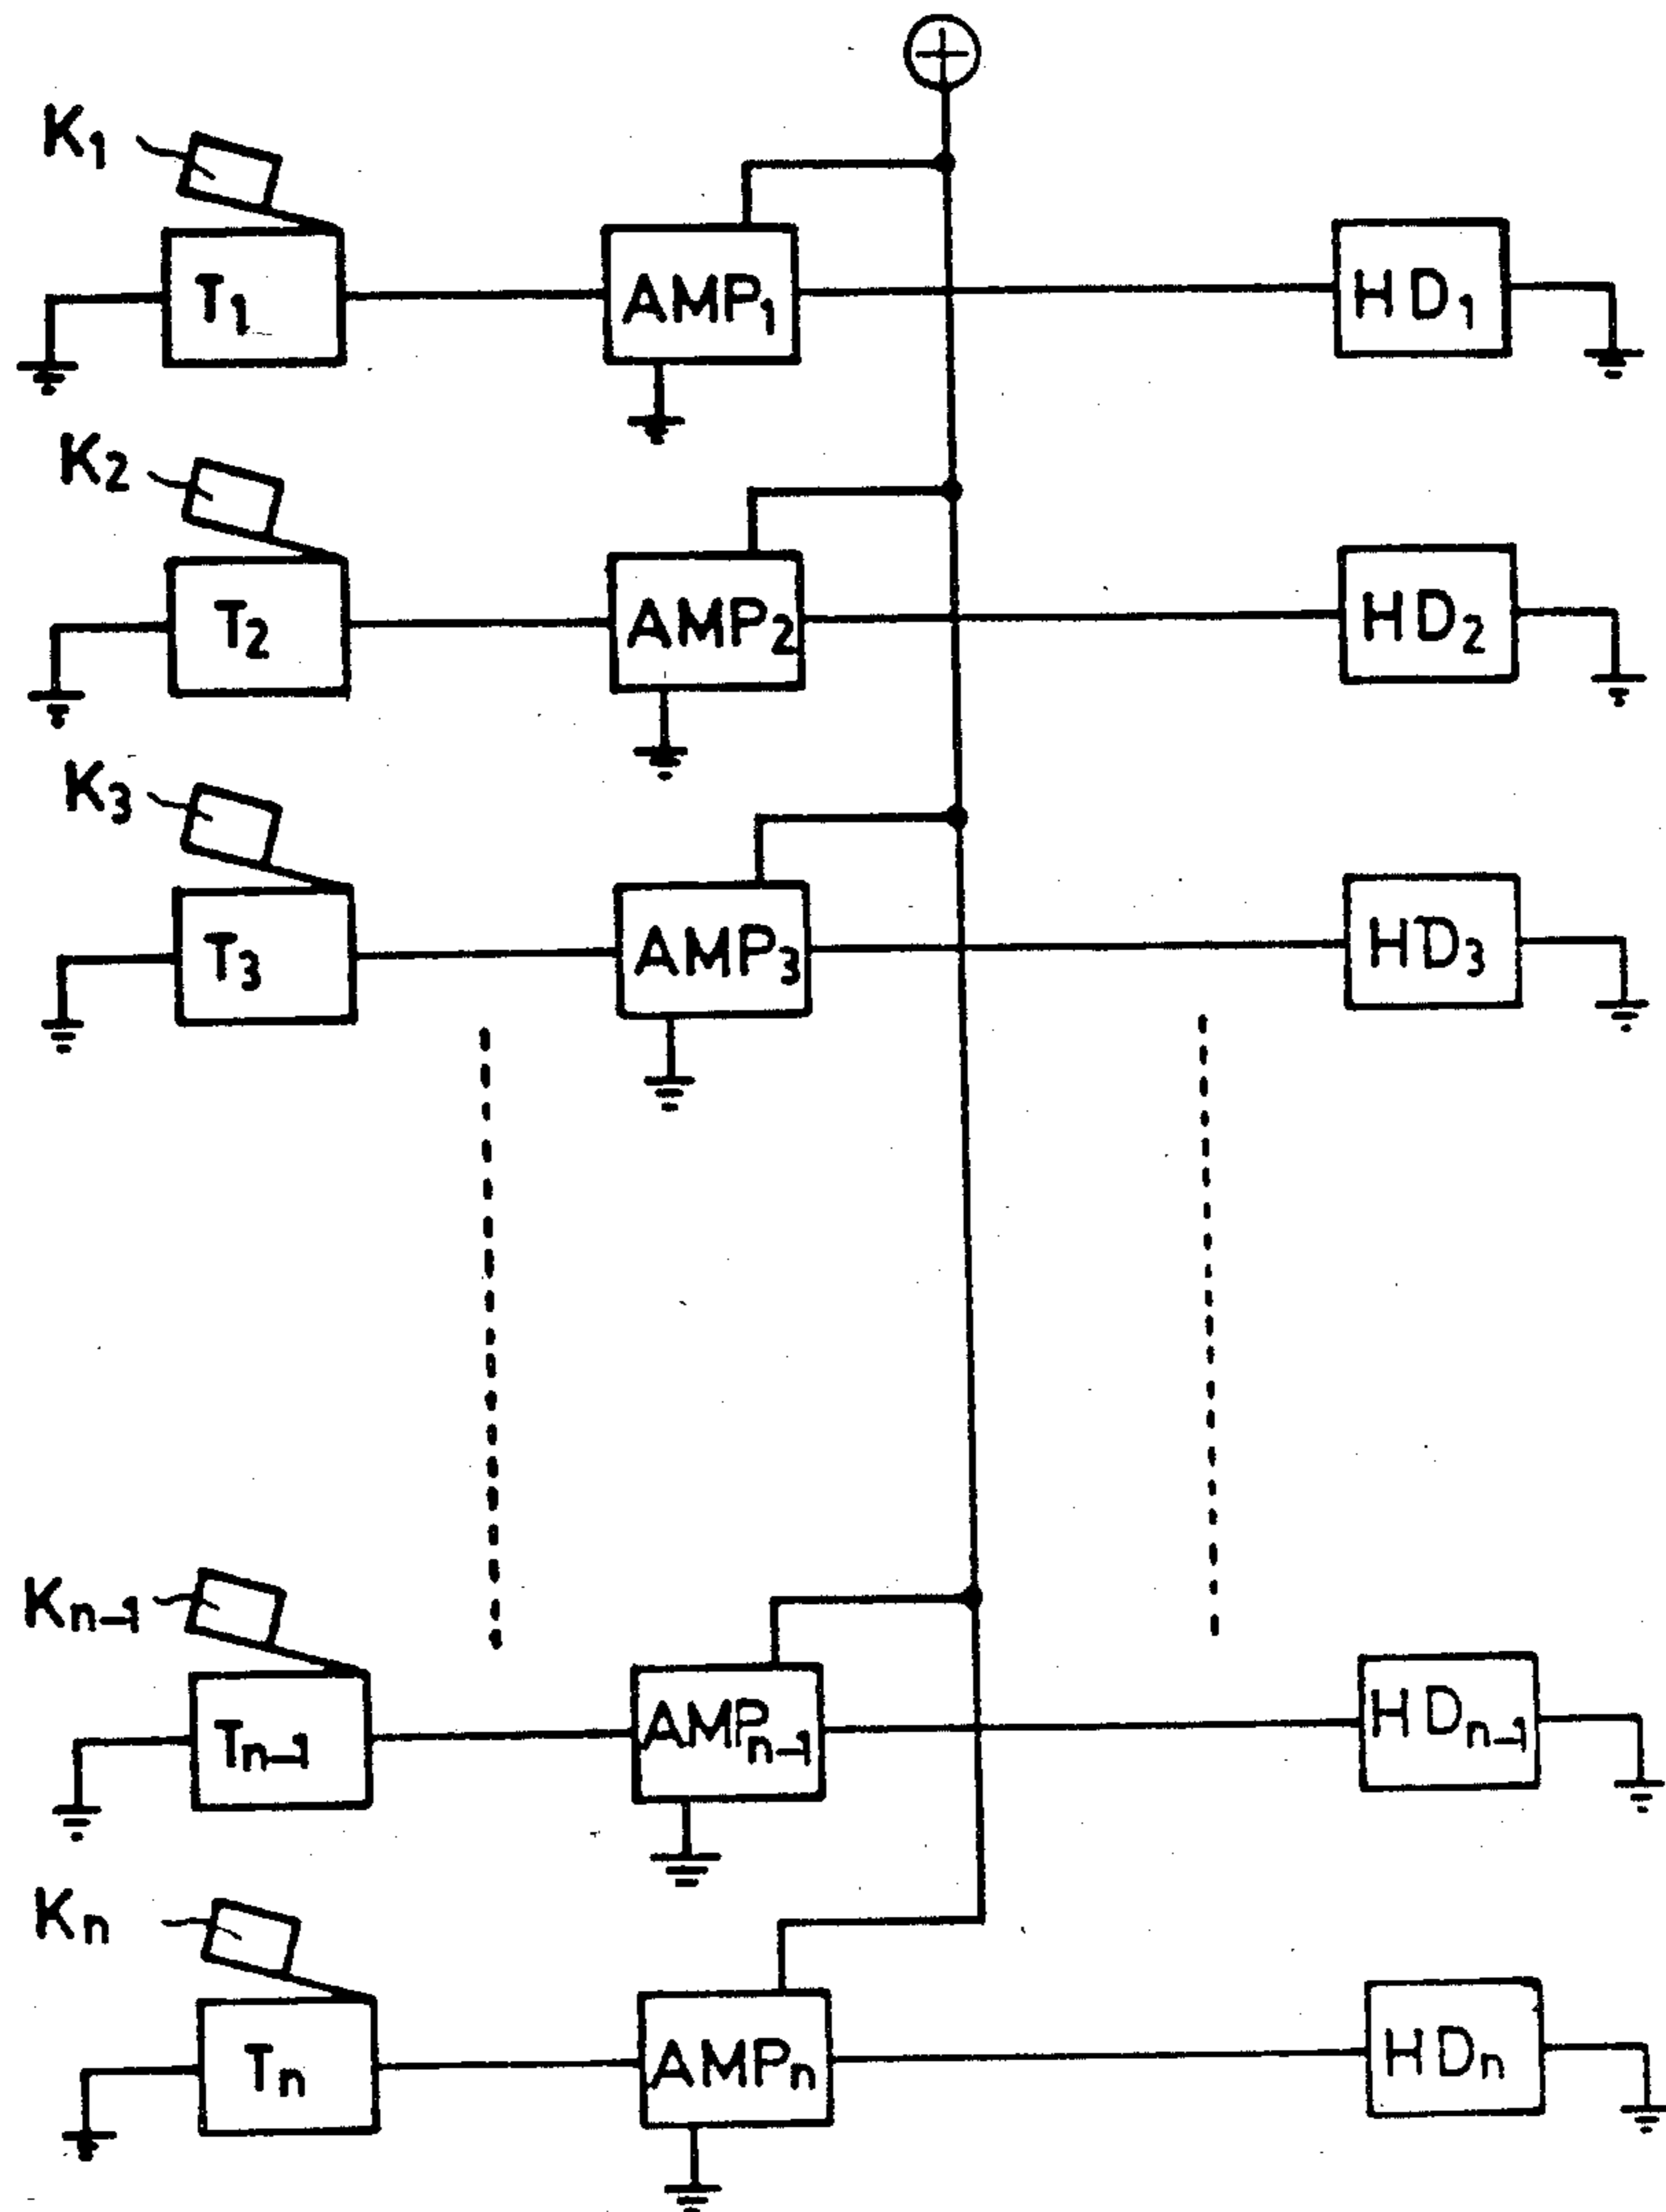 K₁
T₁ AMP₁ HD₁
K₂
T₂ AMP₂ HD₂
K₃
T₃ AMP₃ HD₃
Kₙ₋₁
Tₙ₋₁ AMPₙ₋₁ HDₙ₋₁
Kₙ
Tₙ AMPₙ HDₙ